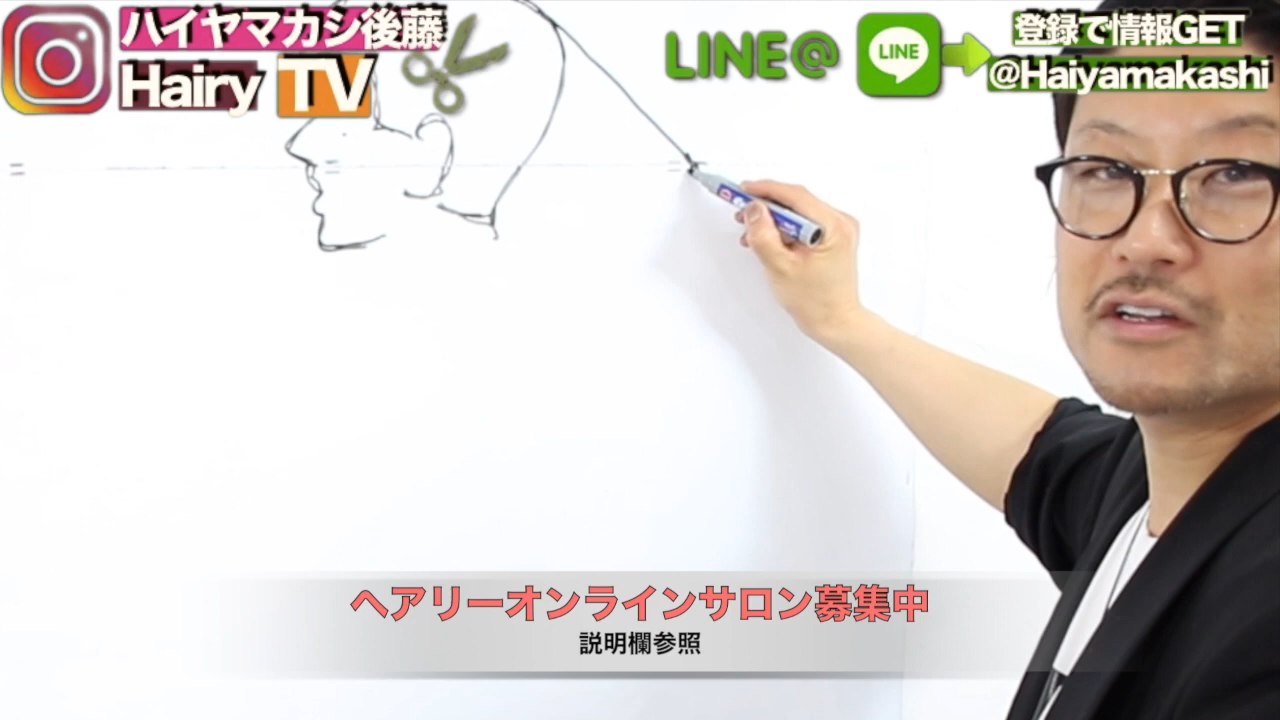 ハイヤマカシ後藤
Hairy TV
LINE@
LINE
登録で情報GET
@Haiyamakashi
ヘアリーオンラインサロン募集中
説明欄参照